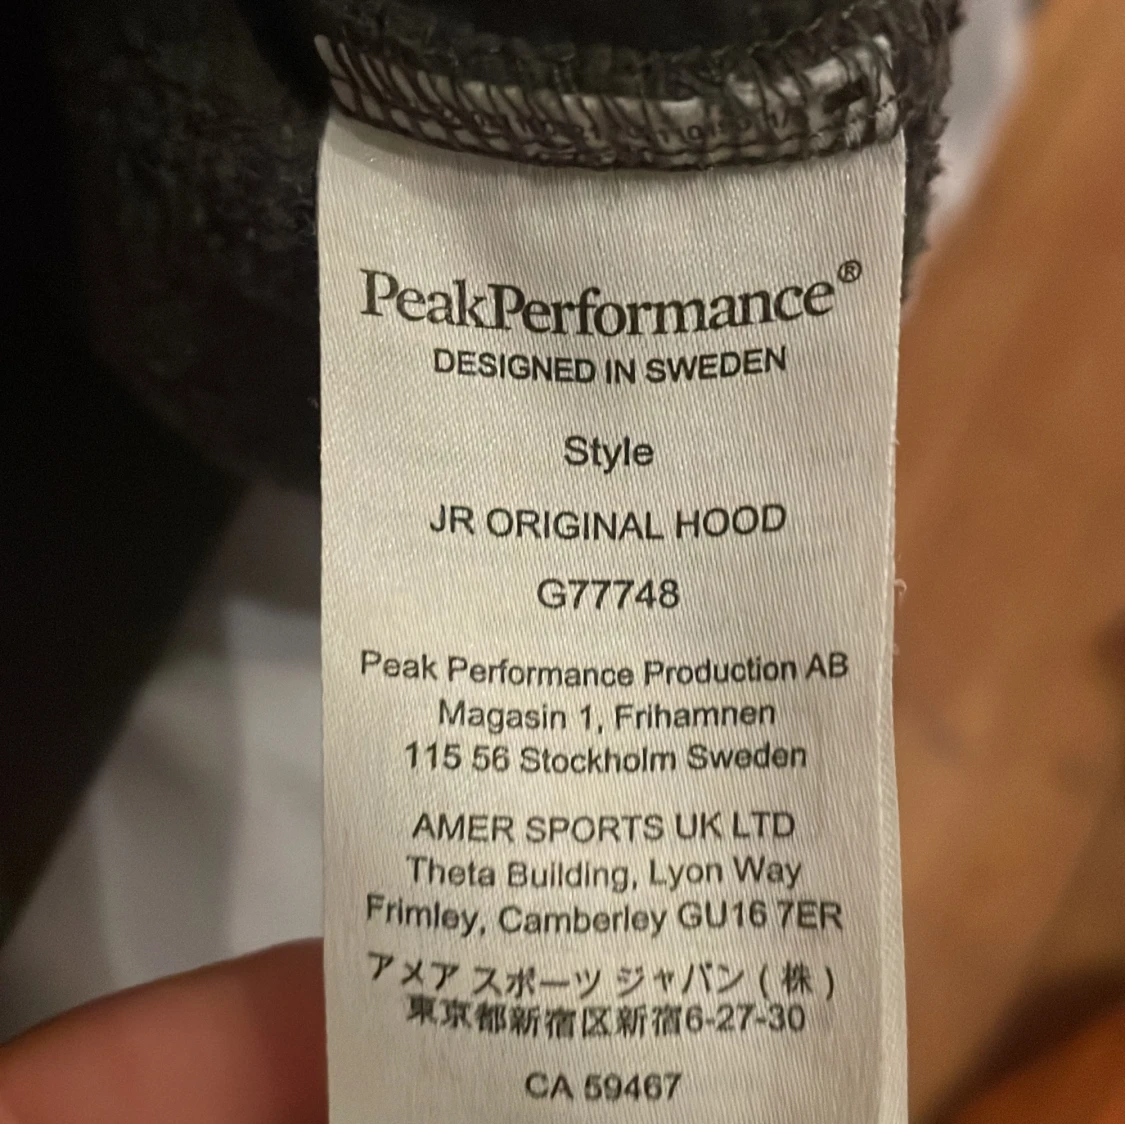 PeakPerformance®
DESIGNED IN SWEDEN
Style
JR ORIGINAL HOOD
G77748
Peak Performance Production AB
Magasin 1, Frihamnen
115 56 Stockholm Sweden
AMER SPORTS UK LTD
Theta Building, Lyon Way
Frimley, Camberley GU16 7ER
アメア スポーツ ジャパン ( 株 )
東京都新宿区新宿6-27-30
CA 59467